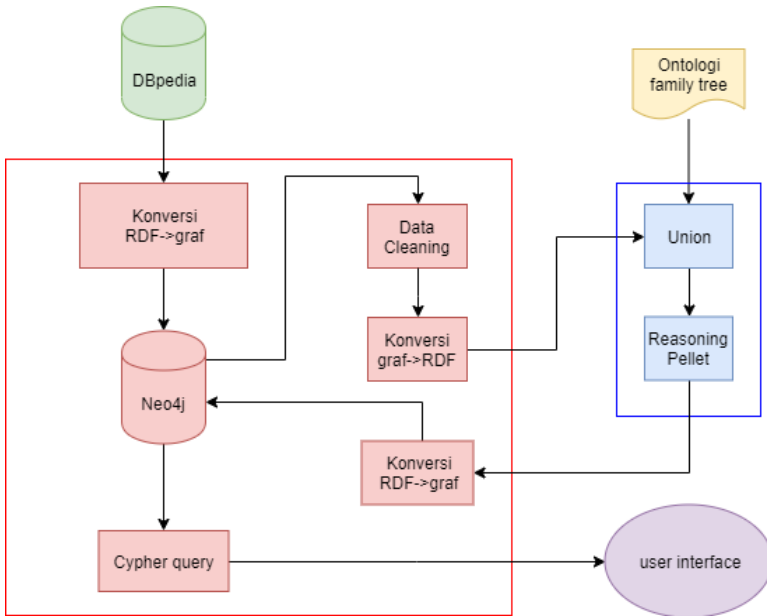 DBpedia
Ontologi
family tree
Konversi
RDF->graf
Data
Cleaning
Union
Konversi
graf->RDF
Reasoning
Pellet
Neo4j
Konversi
RDF->graf
Cypher query
user interface